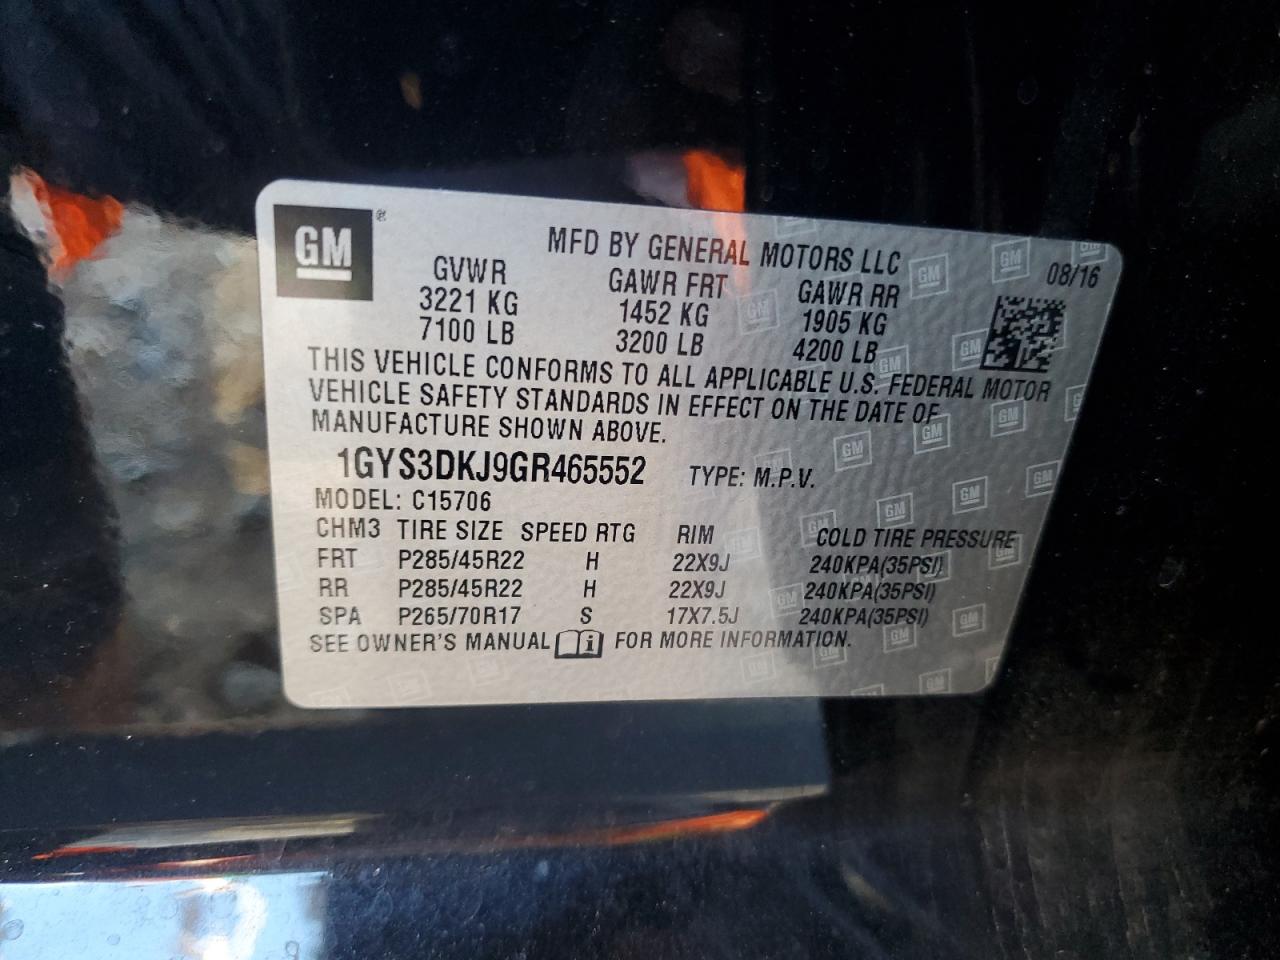 GM®
MFD BY GENERAL MOTORS LLC
08/16
GVWR GAWR FRT GAWR RR
3221 KG 1452 KG 1905 KG
7100 LB 3200 LB 4200 LB
THIS VEHICLE CONFORMS TO ALL APPLICABLE U.S. FEDERAL MOTOR
VEHICLE SAFETY STANDARDS IN EFFECT ON THE DATE OF
MANUFACTURE SHOWN ABOVE.
1GYS3DKJ9GR465552 TYPE: M.P.V.
MODEL: C15706
CHM3 TIRE SIZE SPEED RTG RIM COLD TIRE PRESSURE
FRT P285/45R22 H 22X9J 240KPA(35PSI)
RR P285/45R22 H 22X9J 240KPA(35PSI)
SPA P265/70R17 S 17X7.5J 240KPA(35PSI)
SEE OWNER'S MANUAL FOR MORE INFORMATION.